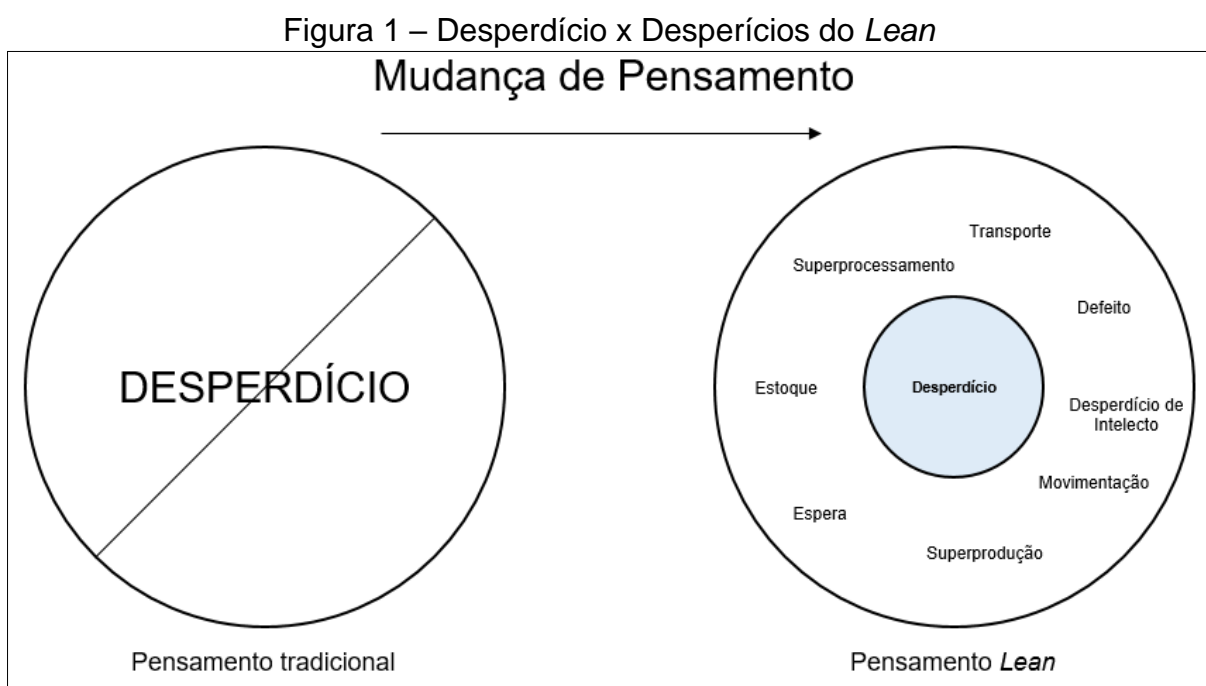 Figura 1 – Desperdício x Desperícios do Lean
Mudança de Pensamento
DESPERDÍCIO
Pensamento tradicional
Transporte
Superprocessamento
Defeito
Estoque
Desperdício
Desperdício de
Intelecto
Movimentação
Espera
Superprodução
Pensamento Lean